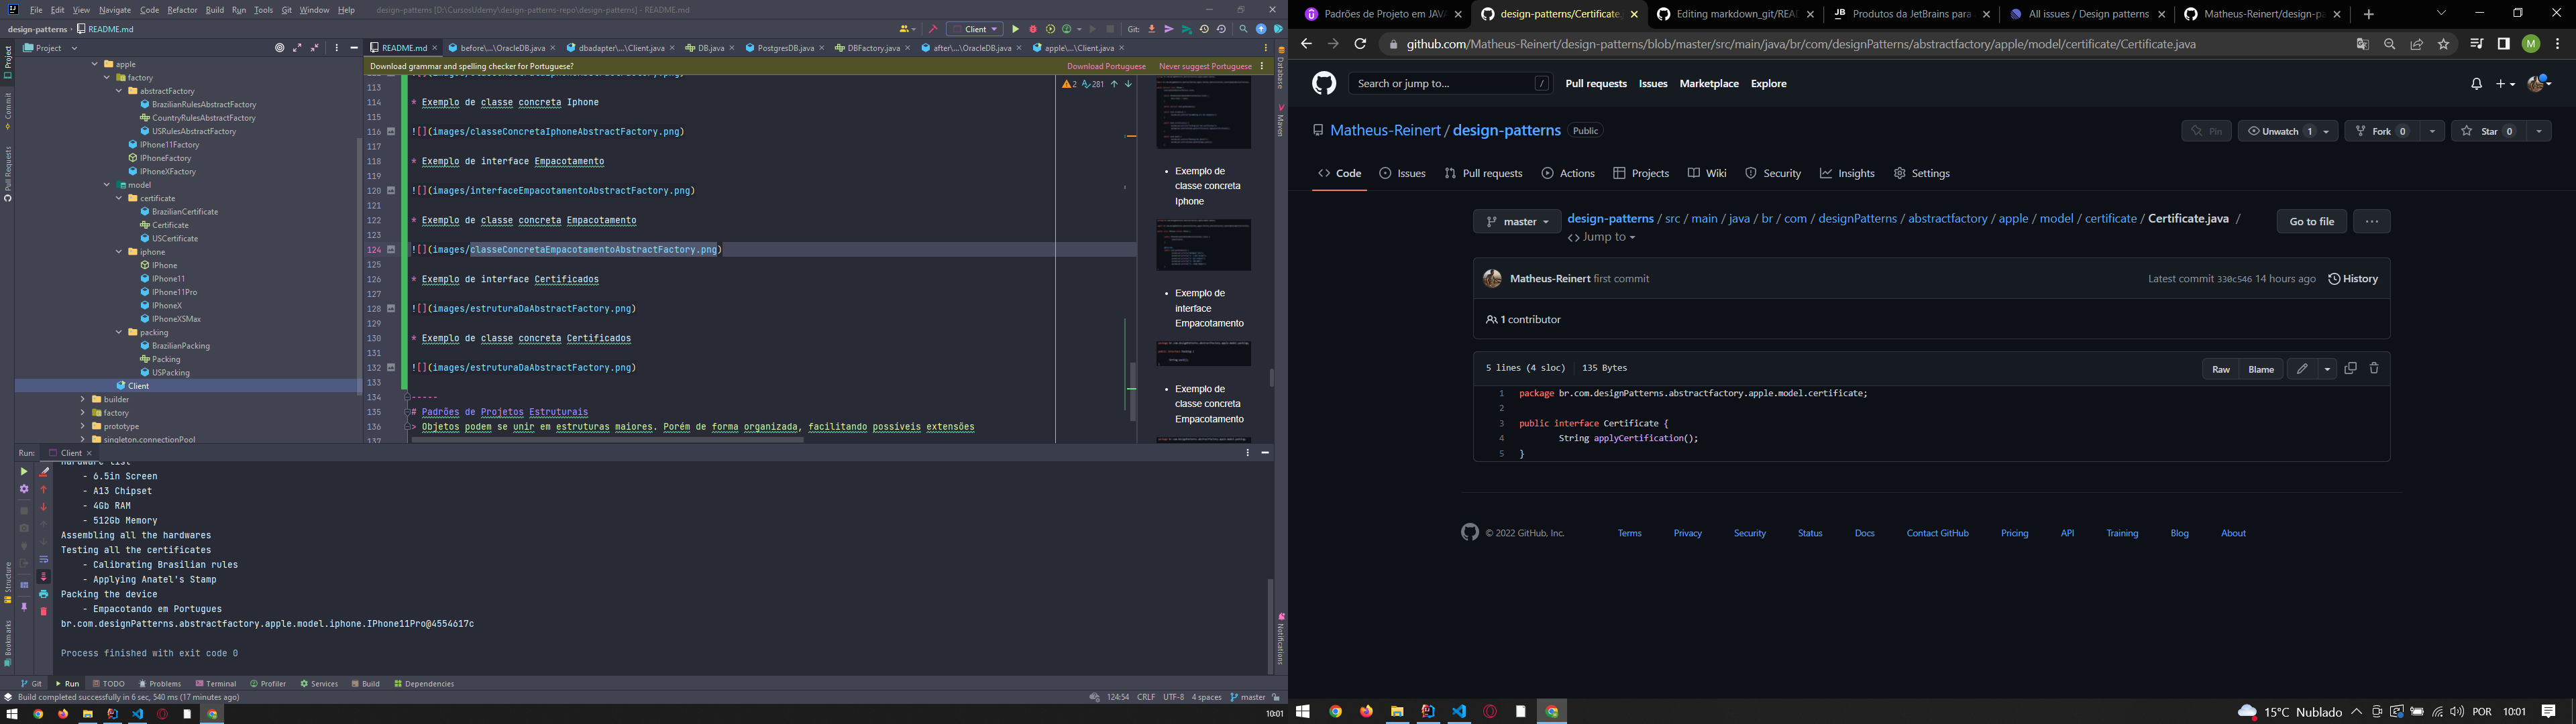 File Edit View Navigate Code Refactor Build Run Tools Git Window Help design-patterns [D:\CursosUdemy\design-patterns-repo\design-patterns] - README.md
design-patterns README.md
Client Git:
Project
README.md before\...\OracleDB.java dbadapter\...\Client.java DB.java PostgresDB.java DBFactory.java after\...\OracleDB.java apple\...\Client.java
Download grammar and spelling checker for Portuguese? Download Portuguese Never suggest Portuguese
Project
Commit
Pull Requests
Structure
Bookmarks
apple
factory
abstractFactory
BrazilianRulesAbstractFactory
CountryRulesAbstractFactory
USRulesAbstractFactory
IPhone11Factory
IPhoneFactory
IPhoneXFactory
model
certificate
BrazilianCertificate
Certificate
USCertificate
iphone
IPhone
IPhone11
IPhone11Pro
IPhoneX
IPhoneXSMax
packing
BrazilianPacking
Packing
USPacking
Client
builder
factory
prototype
singleton.connectionPool
2 281
113
114 * Exemplo de classe concreta Iphone
115
116 ![](images/classeConcretaIphoneAbstractFactory.png)
117
118 * Exemplo de interface Empacotamento
119
120 ![](images/interfaceEmpacotamentoAbstractFactory.png)
121
122 * Exemplo de classe concreta Empacotamento
123
124 ![](images/classeConcretaEmpacotamentoAbstractFactory.png)
125
126 * Exemplo de interface Certificados
127
128 ![](images/estruturaDaAbstractFactory.png)
129
130 * Exemplo de classe concreta Certificados
131
132 ![](images/estruturaDaAbstractFactory.png)
133
134 -----
135 # Padrões de Projetos Estruturais
136 > Objetos podem se unir em estruturas maiores. Porém de forma organizada, facilitando possíveis extensões
137
• Exemplo de
classe concreta
Iphone
• Exemplo de
interface
Empacotamento
• Exemplo de
classe concreta
Empacotamento
Database
Maven
Notifications
Run: Client
Hardware list
- 6.5in Screen
- A13 Chipset
- 4Gb RAM
- 512Gb Memory
Assembling all the hardwares
Testing all the certificates
- Calibrating Brasilian rules
- Applying Anatel's Stamp
Packing the device
- Empacotando em Portugues
br.com.designPatterns.abstractfactory.apple.model.iphone.IPhone11Pro@4554617c
Process finished with exit code 0
Git Run TODO Problems Terminal Profiler Services Build Dependencies
Build completed successfully in 6 sec, 540 ms (17 minutes ago) 124:54 CRLF UTF-8 4 spaces master
10:01
Padrões de Projeto em JAV design-patterns/Certificate. Editing markdown_git/REA Produtos da JetBrains para All issues / Design patterns Matheus-Reinert/design-pa
github.com/Matheus-Reinert/design-patterns/blob/master/src/main/java/br/com/designPatterns/abstractfactory/apple/model/certificate/Certificate.java
M
Search or jump to... / Pull requests Issues Marketplace Explore
Matheus-Reinert / design-patterns Public
Pin Unwatch 1 Fork 0 Star 0
Code Issues Pull requests Actions Projects Wiki Security Insights Settings
master design-patterns / src / main / java / br / com / designPatterns / abstractfactory / apple / model / certificate / Certificate.java /
Jump to
Go to file ...
Matheus-Reinert first commit Latest commit 330c546 14 hours ago History
1 contributor
5 lines (4 sloc) 135 Bytes Raw Blame
1 package br.com.designPatterns.abstractfactory.apple.model.certificate;
2
3 public interface Certificate {
4 String applyCertification();
5 }
© 2022 GitHub, Inc. Terms Privacy Security Status Docs Contact GitHub Pricing API Training Blog About
15°C Nublado POR 10:01